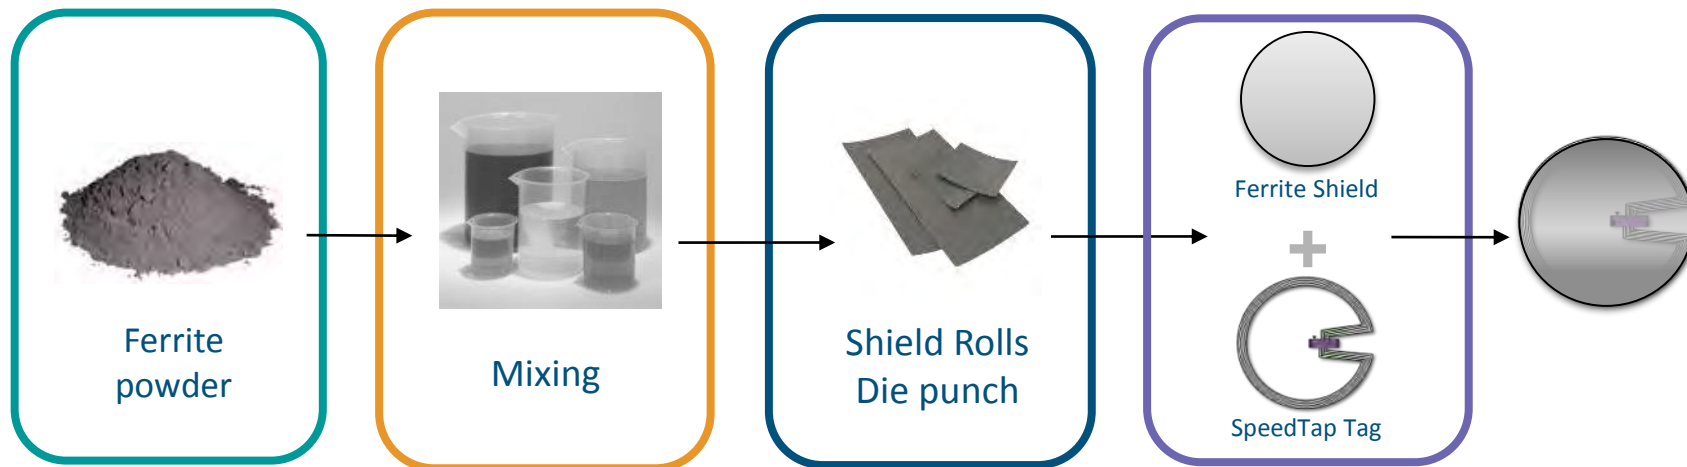 Ferrite
powder
Mixing
Shield Rolls
Die punch
Ferrite Shield
SpeedTap Tag